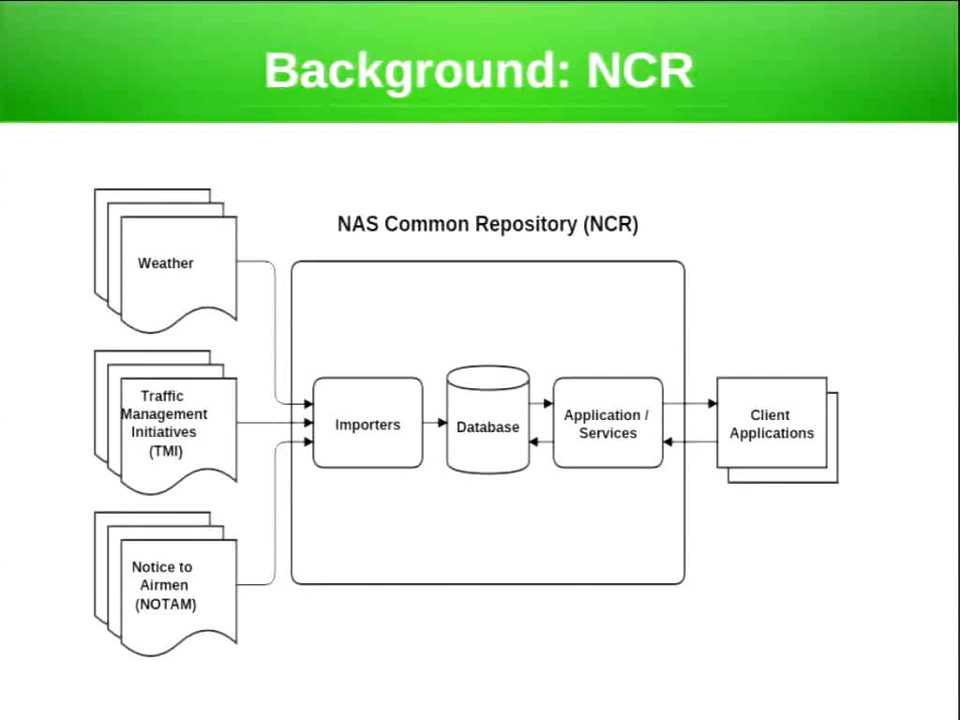 Background: NCR
NAS Common Repository (NCR)
Weather
Traffic
Management
Initiatives
(TMI)
Notice to
Airmen
(NOTAM)
Importers
Database
Application /
Services
Client
Applications